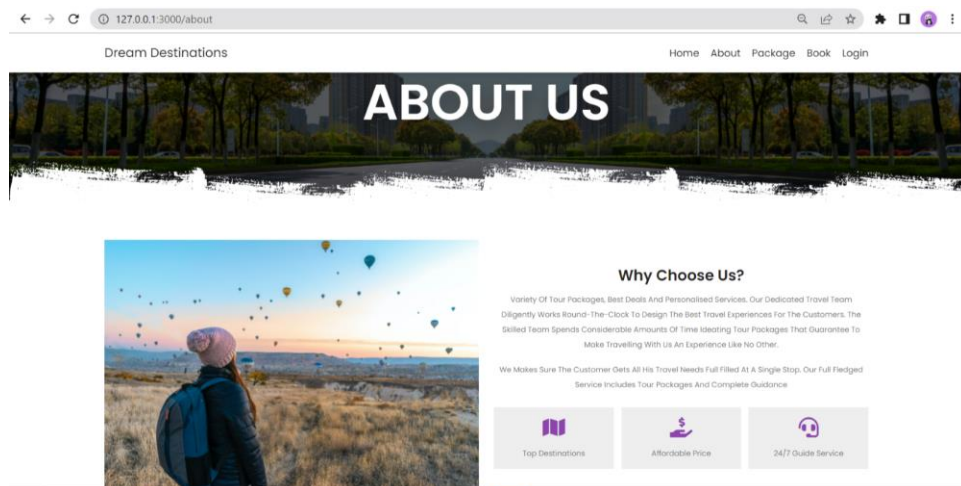 127.0.0.1:3000/about
Dream Destinations
Home About Package Book Login
ABOUT US
Why Choose Us?
Variety Of Tour Packages, Best Deals And Personalised Services. Our Dedicated Travel Team
Diligently Works Round-The-Clock To Design The Best Travel Experiences For The Customers. The
Skilled Team Spends Considerable Amounts Of Time Ideating Tour Packages That Guarantee To
Make Travelling With Us An Experience Like No Other.
We Makes Sure The Customer Gets All His Travel Needs Full Filled At A Single Stop. Our Full Fledged
Service Includes Tour Packages And Complete Guidance
Top Destinations Affordable Price 24/7 Guide Service